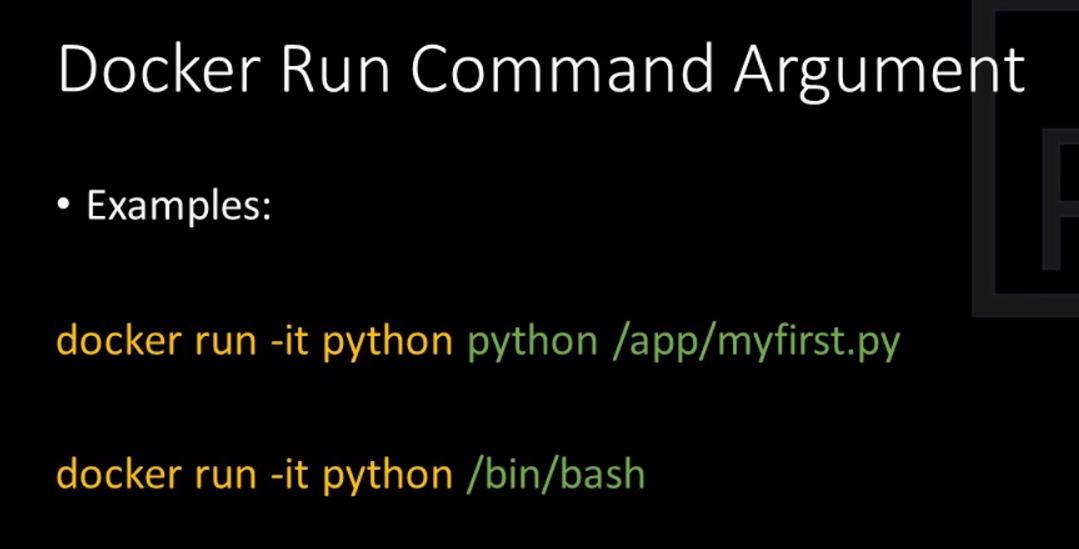 Docker Run Command Argument
• Examples:
docker run -it python python /app/myfirst.py
docker run -it python /bin/bash